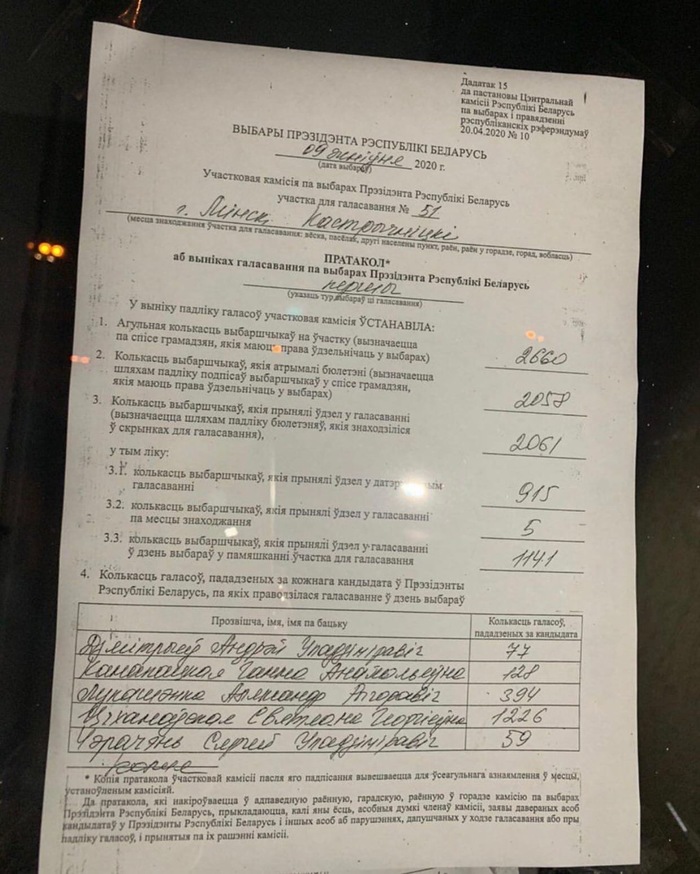 Дадатак 15
да пастановы Цэнтральнай
камісіі Рэспублікі Беларусь
па выбарах і правядзенні
рэспубліканскіх рэферэндумаў
20.04.2020 № 10
ВЫБАРЫ ПРЭЗІДЭНТА РЭСПУБЛІКІ БЕЛАРУСЬ
09 жніўня 2020 г.
(дата выбараў)
Участковая камісія па выбарах Прэзідэнта Рэспублікі Беларусь
участка для галасавання № 51
г. Мінск Кастрычніцкі
(месца знаходжання ўчастка для галасавання: вёска, пасёлак, другі населены пункт, раён, раён у горадзе, горад, вобласць)
ПРАТАКОЛ*
аб выніках галасавання па выбарах Прэзідэнта Рэспублікі Беларусь
першы
(указаць тур выбараў ці галасавання)
У выніку падліку галасоў участковая камісія ЎСТАНАВІЛА:
1. Агульная колькасць выбаршчыкаў на ўчастку (вызначаецца
па спісе грамадзян, якія маюць права ўдзельнічаць у выбарах) 2660
2. Колькасць выбаршчыкаў, якія атрымалі бюлетэні (вызначаецца
шляхам падліку подпісаў выбаршчыкаў у спісе грамадзян,
якія маюць права ўдзельнічаць у выбарах) 2058
3. Колькасць выбаршчыкаў, якія прынялі ўдзел у галасаванні
(вызначаецца шляхам падліку бюлетэняў, якія знаходзіліся
ў скрынках для галасавання), 2061
у тым ліку:
3.1. колькасць выбаршчыкаў, якія прынялі ўдзел у
галасаванні 915
3.2. колькасць выбаршчыкаў, якія прынялі ўдзел у галасаванні
па месцы знаходжання 5
3.3. колькасць выбаршчыкаў, якія прынялі ўдзел у галасаванні
ў дзень выбараў у памяшканні ўчастка для галасавання 1141
4. Колькасць галасоў, пададзеных за кожнага кандыдата ў Прэзідэнты
Рэспублікі Беларусь, па якіх праводзілася галасаванне ў дзень выбараў
Прозвішча, імя, імя па бацьку Колькасць галасоў,
пададзеных за кандыдата
Дзмітрыеў Андрэй Уладзіміравіч 77
Канапацкая Ганна Анатольеўна 128
Лукашэнка Аляксандр 394
Ціханоўская Святлана Георгіеўна 1226
Чэрачэнь Сяргей Уладзіміравіч 59
* Копія пратакола ўчастковай камісіі пасля яго падпісання вывешваецца для ўсеагульнага азнаямлення ў месцы,
устаноўленым камісіяй.
Да пратакола, які накіроўваецца ў адпаведную раённую, гарадскую, раённую ў горадзе камісію па выбарах
Прэзідэнта Рэспублікі Беларусь, прыкладаюцца, калі яны ёсць, асобныя думкі членаў камісіі, заявы давераных асоб
кандыдатаў у Прэзідэнты Рэспублікі Беларусь і іншых асоб аб парушэннях, дапушчаных у ходзе галасавання або пры
падліку галасоў, і прынятыя па іх рашэнні камісіі.